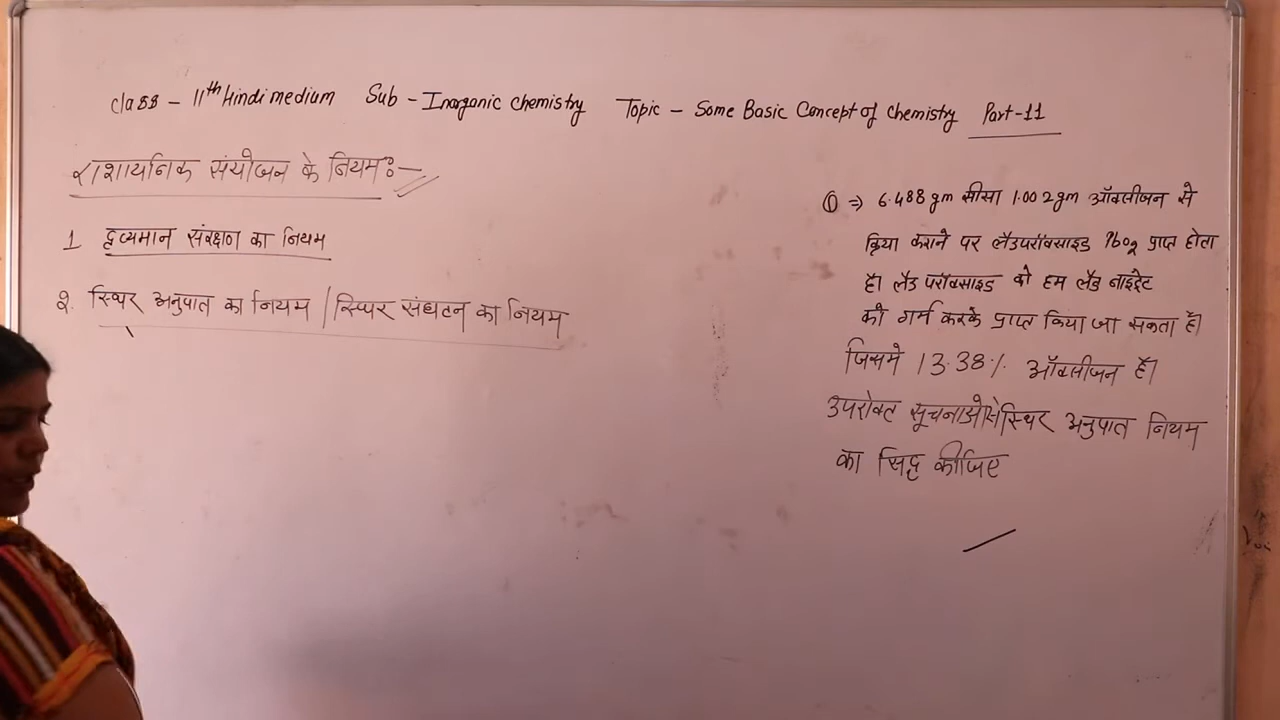 Class - 11th Hindi medium Sub - Inorganic chemistry Topic - Some Basic Concept of Chemistry Part-11
राशायनिक संयोजन के नियम:-
1 द्रव्यमान संरक्षण का नियम
2. स्थिर अनुपात का नियम / स्थिर संघटन का नियम
① ⇒ 6.488 gm सीसा 1.002 gm ऑक्सीजन से
क्रिया कराने पर लैडपरॉक्साइड Pbo2 प्राप्त होता
है। लैड परॉक्साइड को हम लैड नाइट्रेट
को गर्म करके प्राप्त किया जा सकता है।
जिसमे 13.38% ऑक्सीजन है।
उपरोक्त सूचनाओ से स्थिर अनुपात नियम
का सिद्ध कीजिए